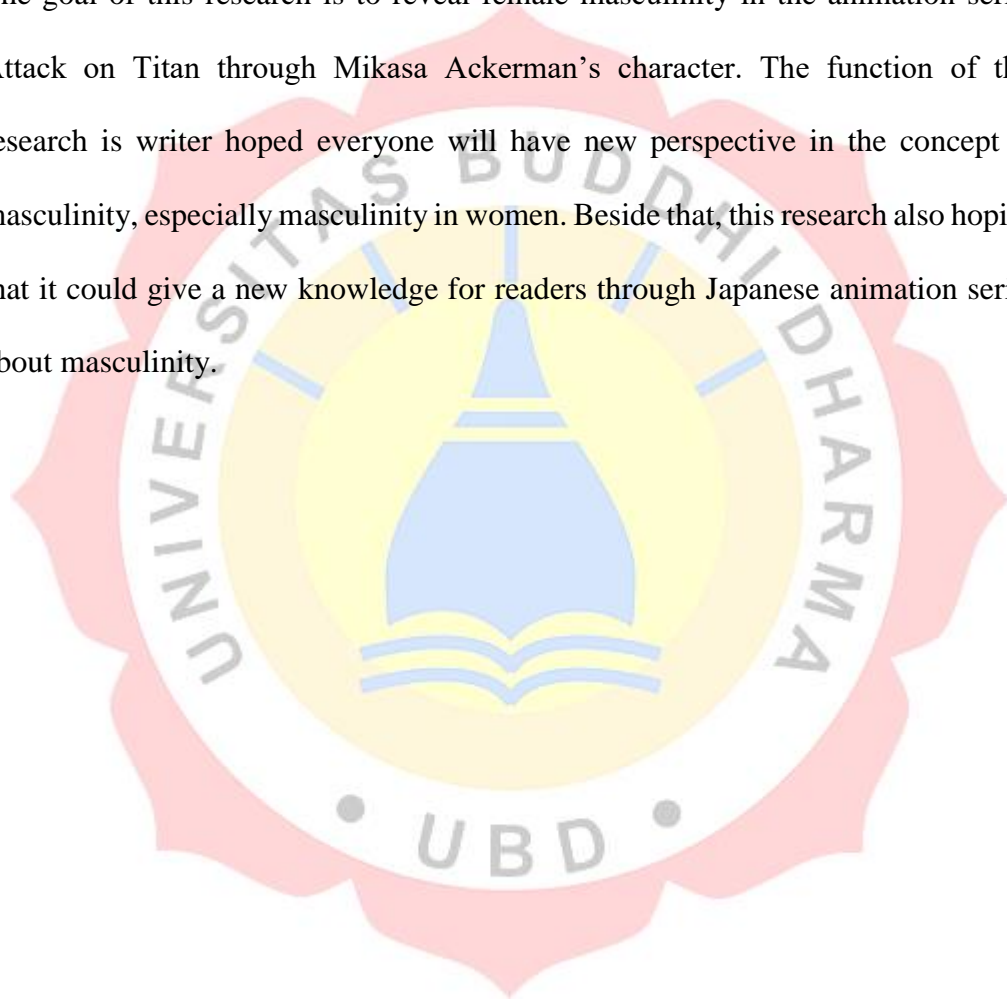 he goal of this research is to reveal female masculinity in the animation seri
Attack on Titan through Mikasa Ackerman’s character. The function of th
esearch is writer hoped everyone will have new perspective in the concept
masculinity, especially masculinity in women. Beside that, this research also hopi
hat it could give a new knowledge for readers through Japanese animation seri
bout masculinity.
UNIVERSITAS BUDDHI DHARMA
• UBD •